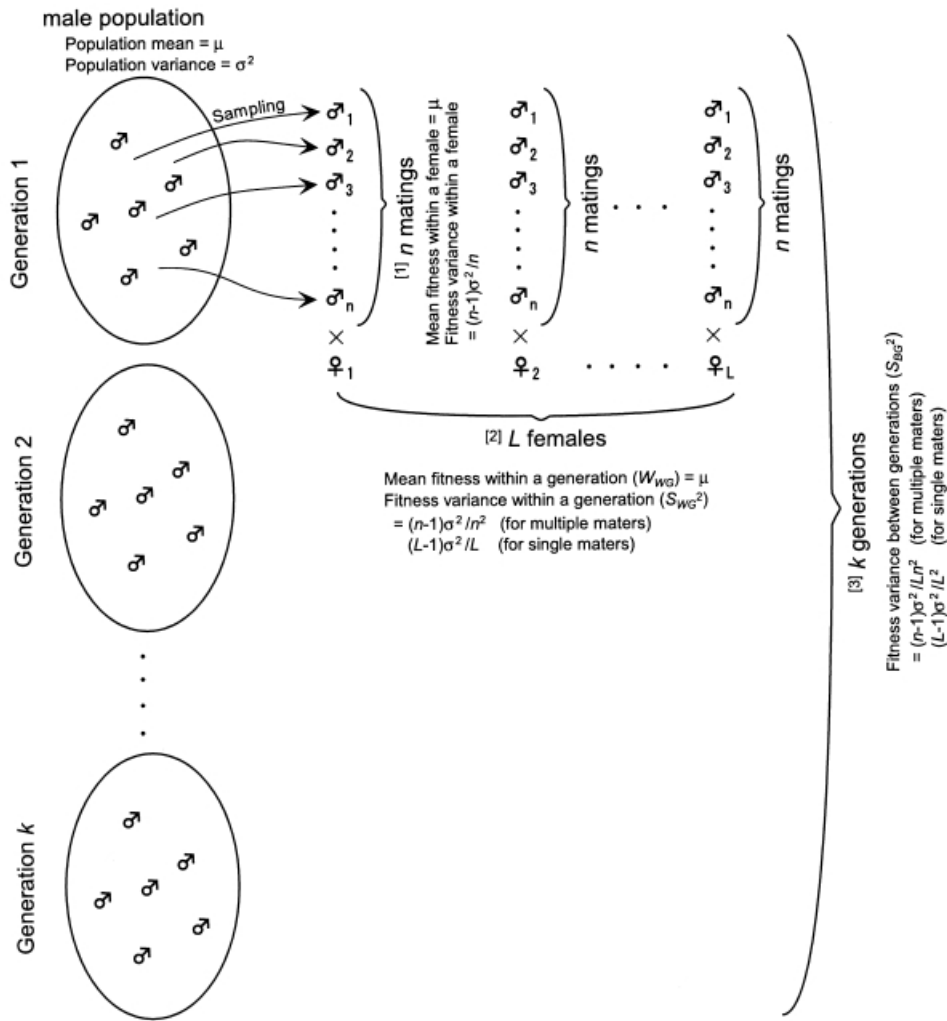 male population
Population mean = μ
Population variance = σ²
Generation 1
Sampling
♂1
♂2
♂3
♂n
×
♀1
[1] n matings
Mean fitness within a female = μ
Fitness variance within a female
= (n-1)σ²/n
♂1
♂2
♂3
♂n
×
♀2
n matings
♂1
♂2
♂3
♂n
×
♀L
n matings
[2] L females
Mean fitness within a generation (W_WG) = μ
Fitness variance within a generation (S_WG²)
= (n-1)σ²/n² (for multiple maters)
(L-1)σ²/L (for single maters)
Generation 2
Generation k
[3] k generations
Fitness variance between generations (S_BG²)
= (n-1)σ²/Ln² (for multiple maters)
(L-1)σ²/L² (for single maters)